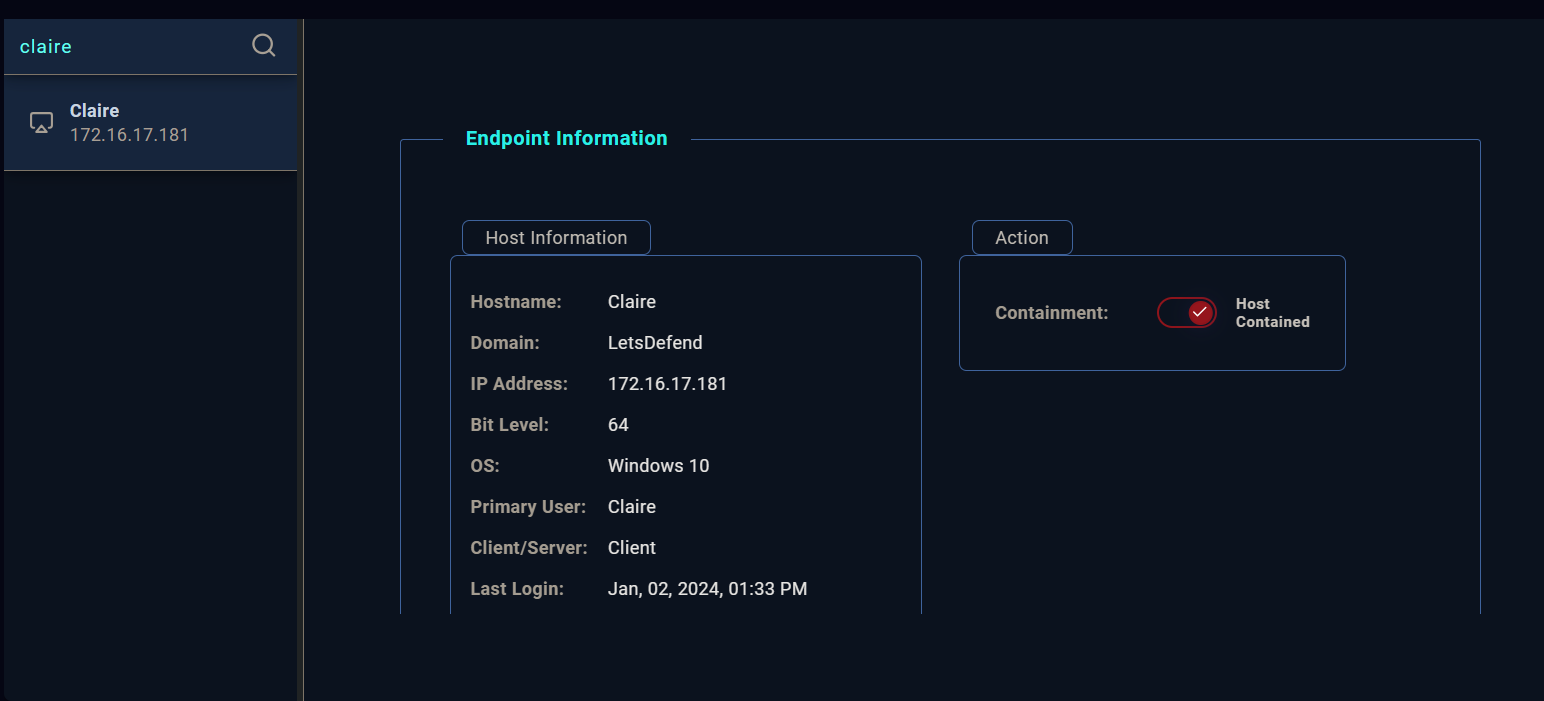 claire
Claire
172.16.17.181
Endpoint Information
Host Information
Hostname: Claire
Domain: LetsDefend
IP Address: 172.16.17.181
Bit Level: 64
OS: Windows 10
Primary User: Claire
Client/Server: Client
Last Login: Jan, 02, 2024, 01:33 PM
Action
Containment:
Host
Contained